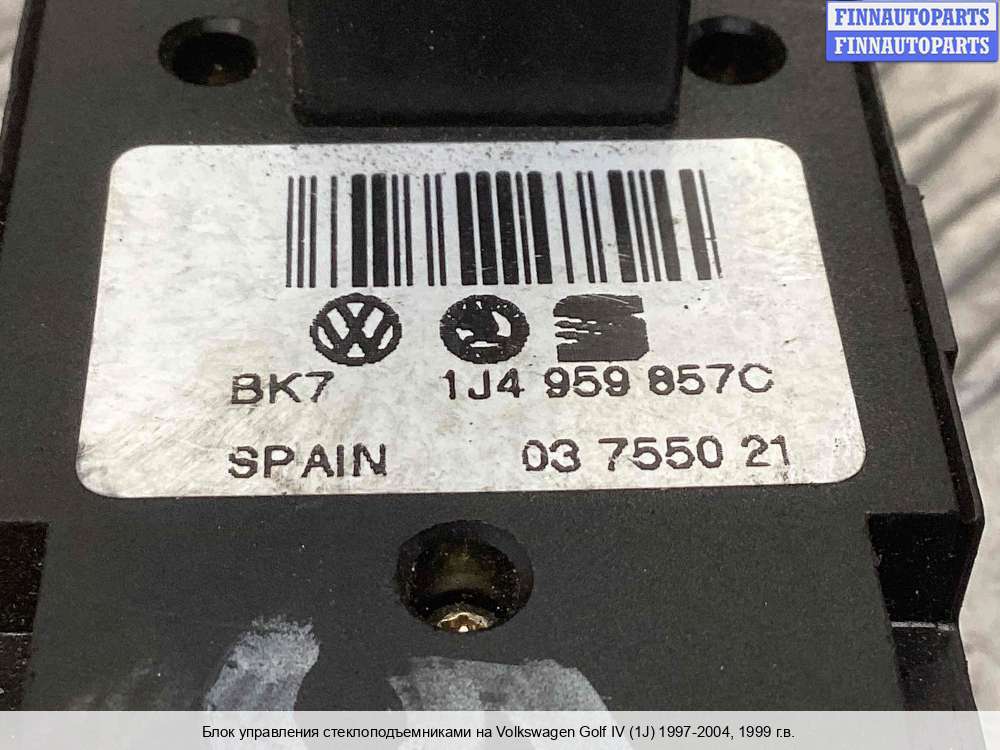 FINNAUTOPARTS
FINNAUTOPARTS
BK7 1J4 959 857C
SPAIN 03 7550 21
Блок управления стеклоподъемниками на Volkswagen Golf IV (1J) 1997-2004, 1999 г.в.